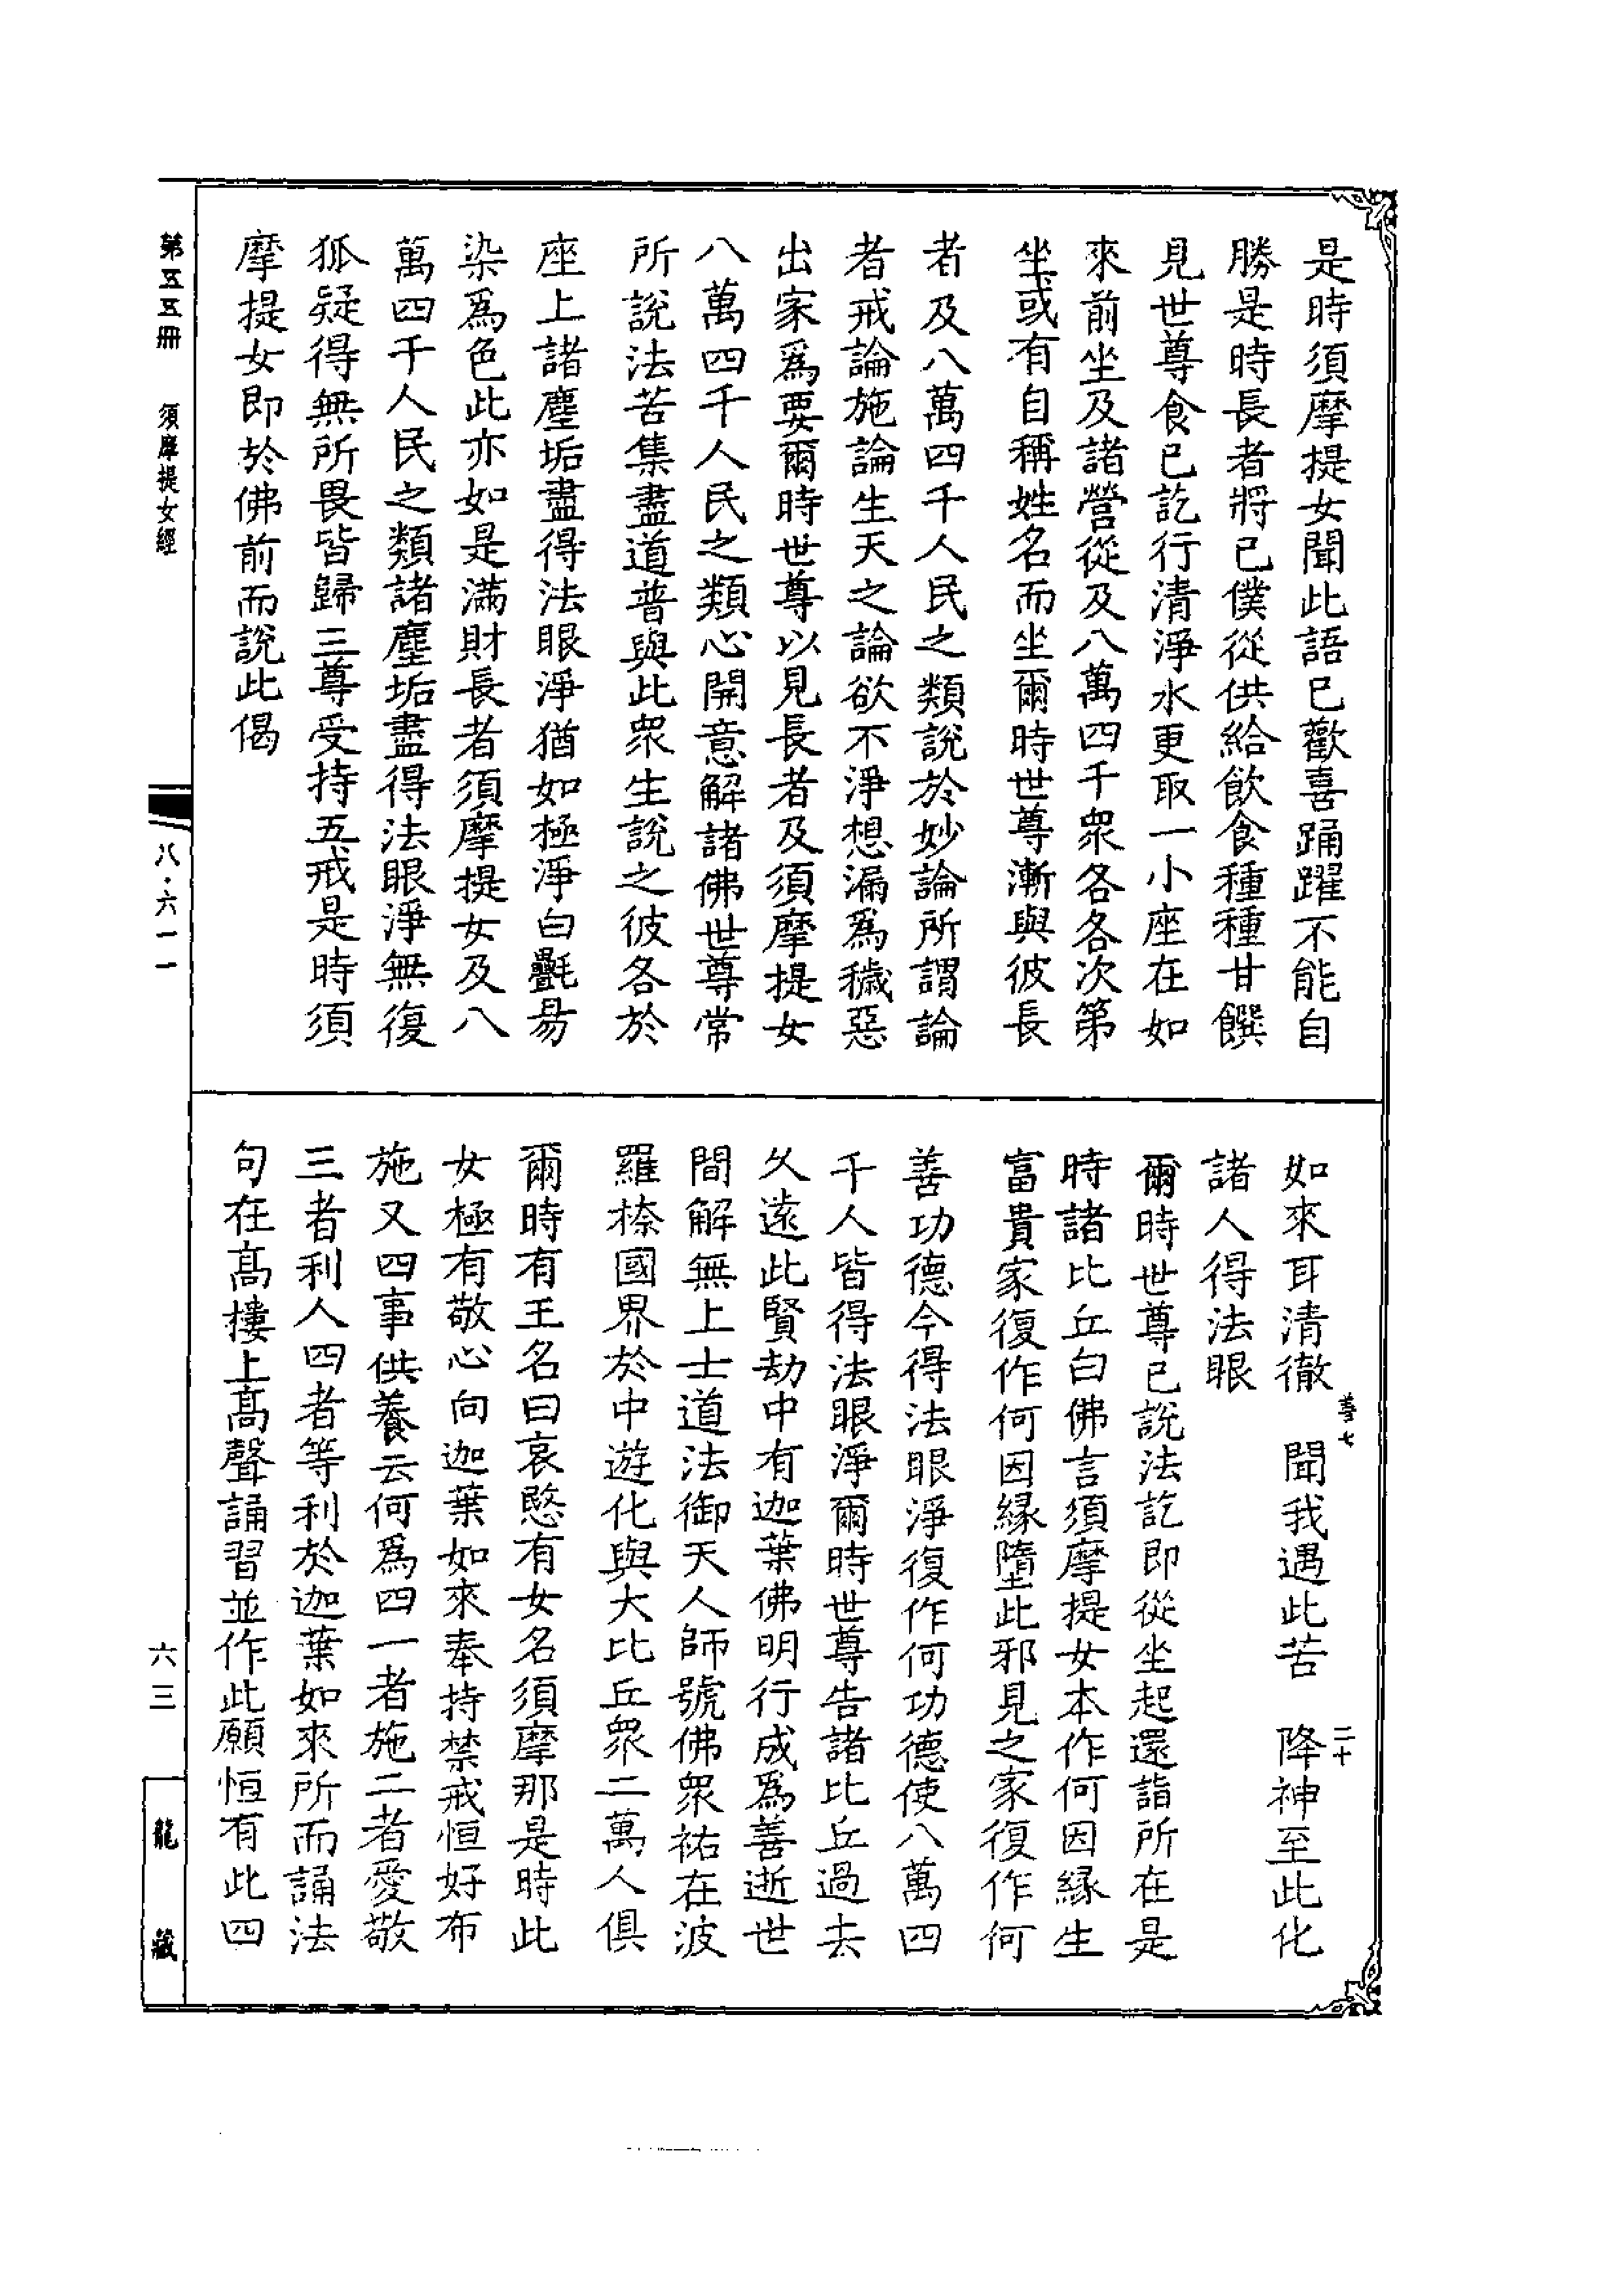 是時須摩提女聞此語已歡喜踊躍不能自
勝是時長者將已僕從供給飲食種種甘饌
見世尊食已訖行清淨水更取一小座在如
來前坐及諸營從及八萬四千衆各各次第
坐或有自稱姓名而坐爾時世尊漸與彼長
者及八萬四千人民之類說於妙論所謂論
者戒論施論生天之論欲不淨想漏爲穢惡
出家爲要爾時世尊以見長者及須摩提女
八萬四千人民之類心開意解諸佛世尊常
所說法苦集盡道普與此衆生說之彼各於
座上諸塵垢盡得法眼淨猶如極淨白㲲易
染爲色此亦如是滿財長者須摩提女及八
萬四千人民之類諸塵垢盡得法眼淨無復
狐疑得無所畏皆歸三尊受持五戒是時須
摩提女即於佛前而說此偈
如來耳清徹　聞我遇此苦　降神至此化
諸人得法眼
爾時世尊已說法訖即從坐起還詣所在是
時諸比丘白佛言須摩提女本作何因縁生
富貴家復作何因縁墮此邪見之家復作何
善功德今得法眼淨復作何功德使八萬四
千人皆得法眼淨爾時世尊告諸比丘過去
久遠此賢劫中有迦葉佛明行成爲善逝世
間解無上士道法御天人師號佛衆祐在波
羅㮈國界於中遊化與大比丘衆二萬人俱
爾時有王名曰哀愍有女名須摩那是時此
女極有敬心向迦葉如來奉持禁戒恒好布
施又四事供養云何爲四一者施二者愛敬
三者利人四者等利於迦葉如來所而誦法
句在高樓上高聲誦習並作此願恒有此四
善七
二十
第五五冊　須摩提女經
八·六一一
六三
龍藏